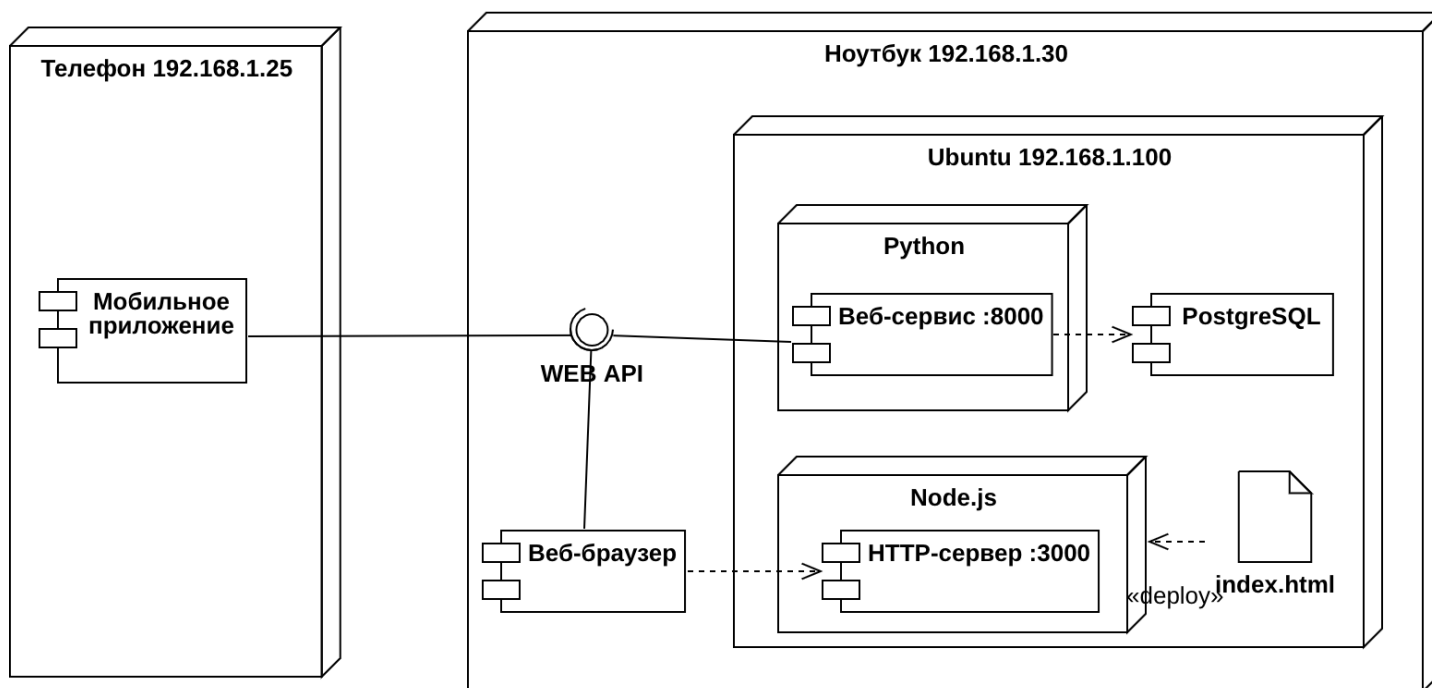 Телефон 192.168.1.25
Ноутбук 192.168.1.30
Ubuntu 192.168.1.100
Python
Мобильное
приложение
Веб-сервис :8000
PostgreSQL
WEB API
Node.js
Веб-браузер
HTTP-сервер :3000
«deploy»
index.html